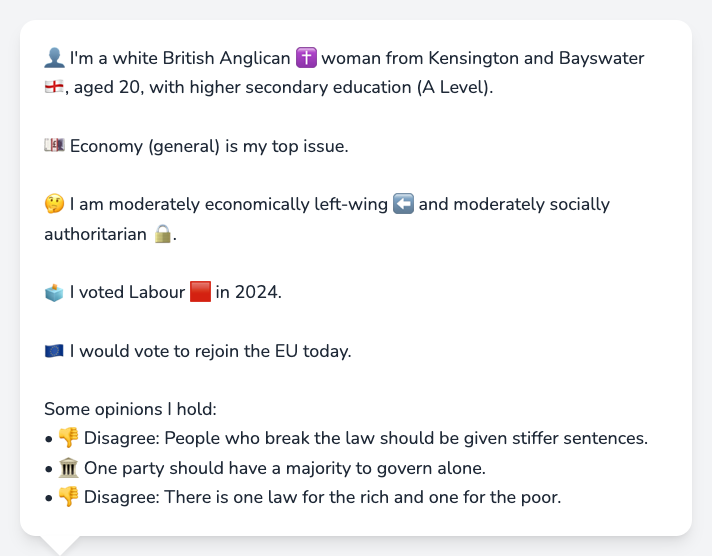 👤 I'm a white British Anglican ✝️ woman from Kensington and Bayswater
🏴󠁧󠁢󠁥󠁮󠁧󠁿, aged 20, with higher secondary education (A Level).
💷 Economy (general) is my top issue.
🤔 I am moderately economically left-wing ⬅️ and moderately socially
authoritarian 🔒.
🗳️ I voted Labour 🟥 in 2024.
🇪🇺 I would vote to rejoin the EU today.
Some opinions I hold:
• 👎 Disagree: People who break the law should be given stiffer sentences.
• 🏛️ One party should have a majority to govern alone.
• 👎 Disagree: There is one law for the rich and one for the poor.